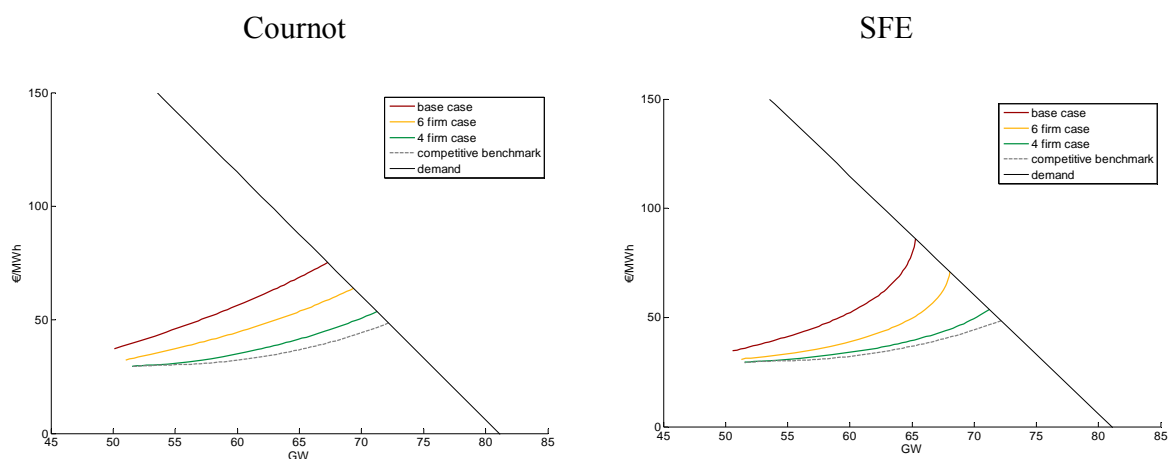 Cournot
150
100
50
0
€/MWh
45 50 55 60 65 70 75 80 85
GW
base case
6 firm case
4 firm case
competitive benchmark
demand
SFE
150
100
50
0
€/MWh
45 50 55 60 65 70 75 80 85
GW
base case
6 firm case
4 firm case
competitive benchmark
demand